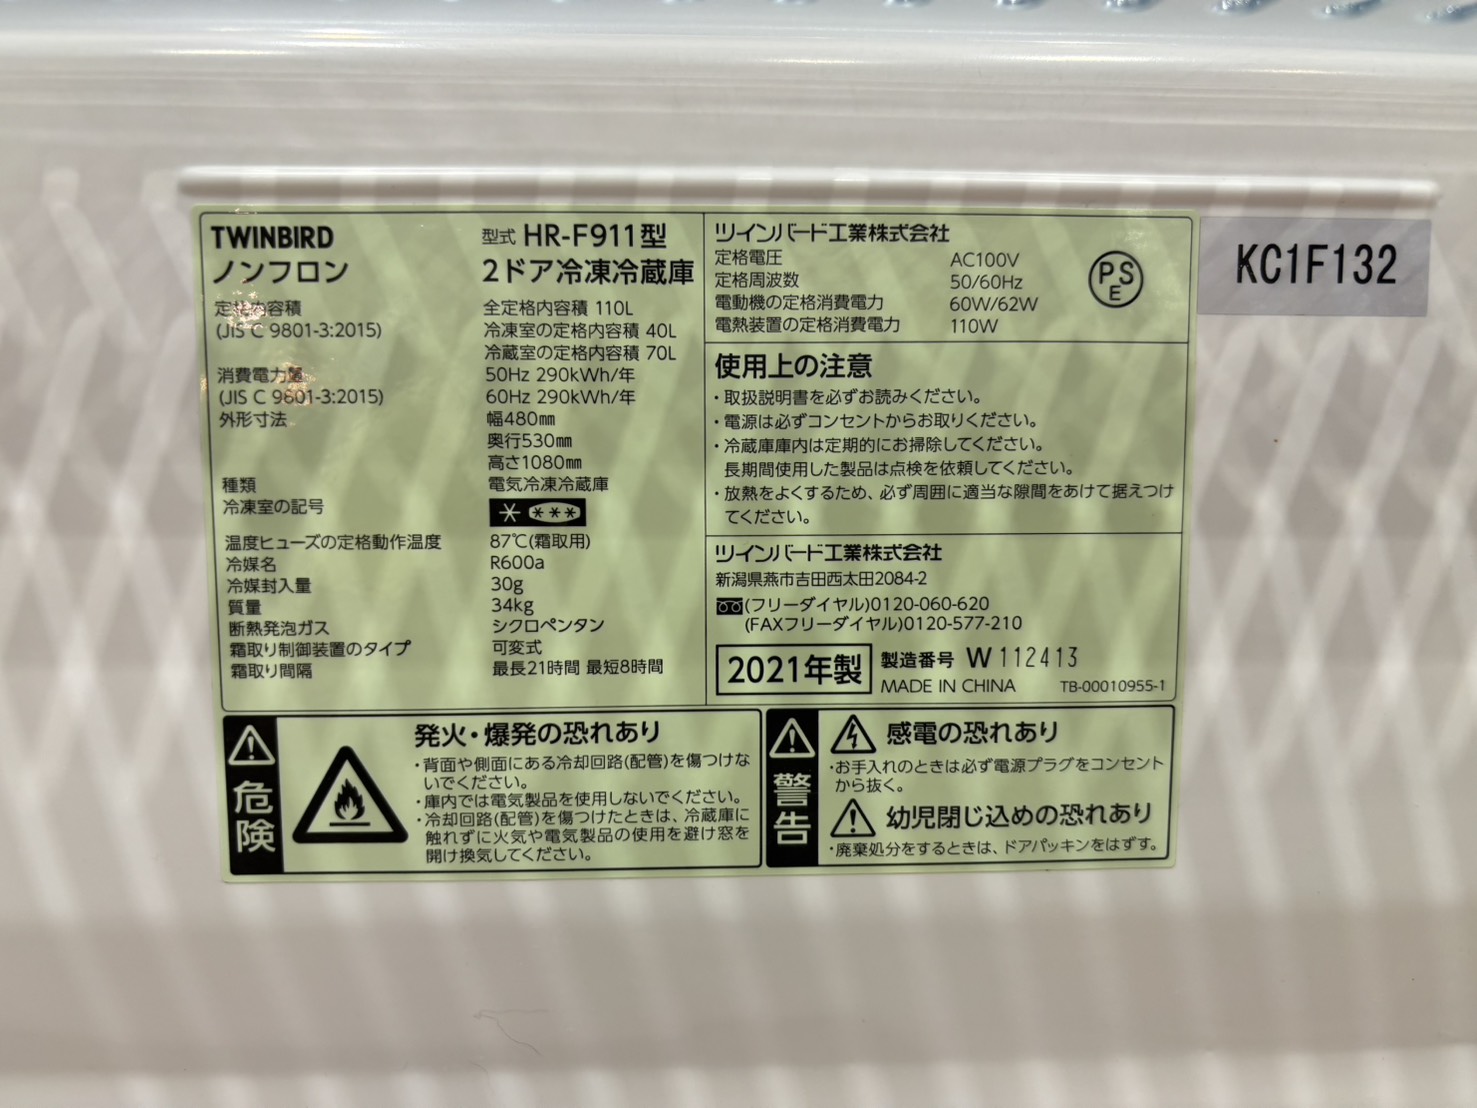 TWINBIRD 型式 HR-F911型
ノンフロン 2ドア冷凍冷蔵庫
定格内容積 全定格内容積 110L
(JIS C 9801-3:2015) 冷凍室の定格内容積 40L
冷蔵室の定格内容積 70L
消費電力量 50Hz 290kWh/年
(JIS C 9801-3:2015) 60Hz 290kWh/年
外形寸法 幅480㎜
奥行530㎜
高さ1080㎜
種類 電気冷凍冷蔵庫
冷凍室の記号
温度ヒューズの定格動作温度 87℃(霜取用)
冷媒名 R600a
冷媒封入量 30g
質量 34kg
断熱発泡ガス シクロペンタン
霜取り制御装置のタイプ 可変式
霜取り間隔 最長21時間 最短8時間
ツインバード工業株式会社
定格電圧 AC100V
定格周波数 50/60Hz
電動機の定格消費電力 60W/62W
電熱装置の定格消費電力 110W
PSE
KC1F132
使用上の注意
・取扱説明書を必ずお読みください。
・電源は必ずコンセントからお取りください。
・冷蔵庫庫内は定期的にお掃除してください。
長期間使用した製品は点検を依頼してください。
・放熱をよくするため、必ず周囲に適当な隙間をあけて据えつけ
てください。
ツインバード工業株式会社
新潟県燕市吉田西太田2084-2
(フリーダイヤル)0120-060-620
(FAXフリーダイヤル)0120-577-210
2021年製 製造番号 W 112413
MADE IN CHINA TB-00010955-1
危険
発火・爆発の恐れあり
・背面や側面にある冷却回路(配管)を傷つけな
いでください。
・庫内では電気製品を使用しないでください。
・冷却回路(配管)を傷つけたときは、冷蔵庫に
触れずに火気や電気製品の使用を避け窓を
開け換気してください。
警告
感電の恐れあり
・お手入れのときは必ず電源プラグをコンセント
から抜く。
幼児閉じ込めの恐れあり
・廃棄処分をするときは、ドアパッキンをはずす。